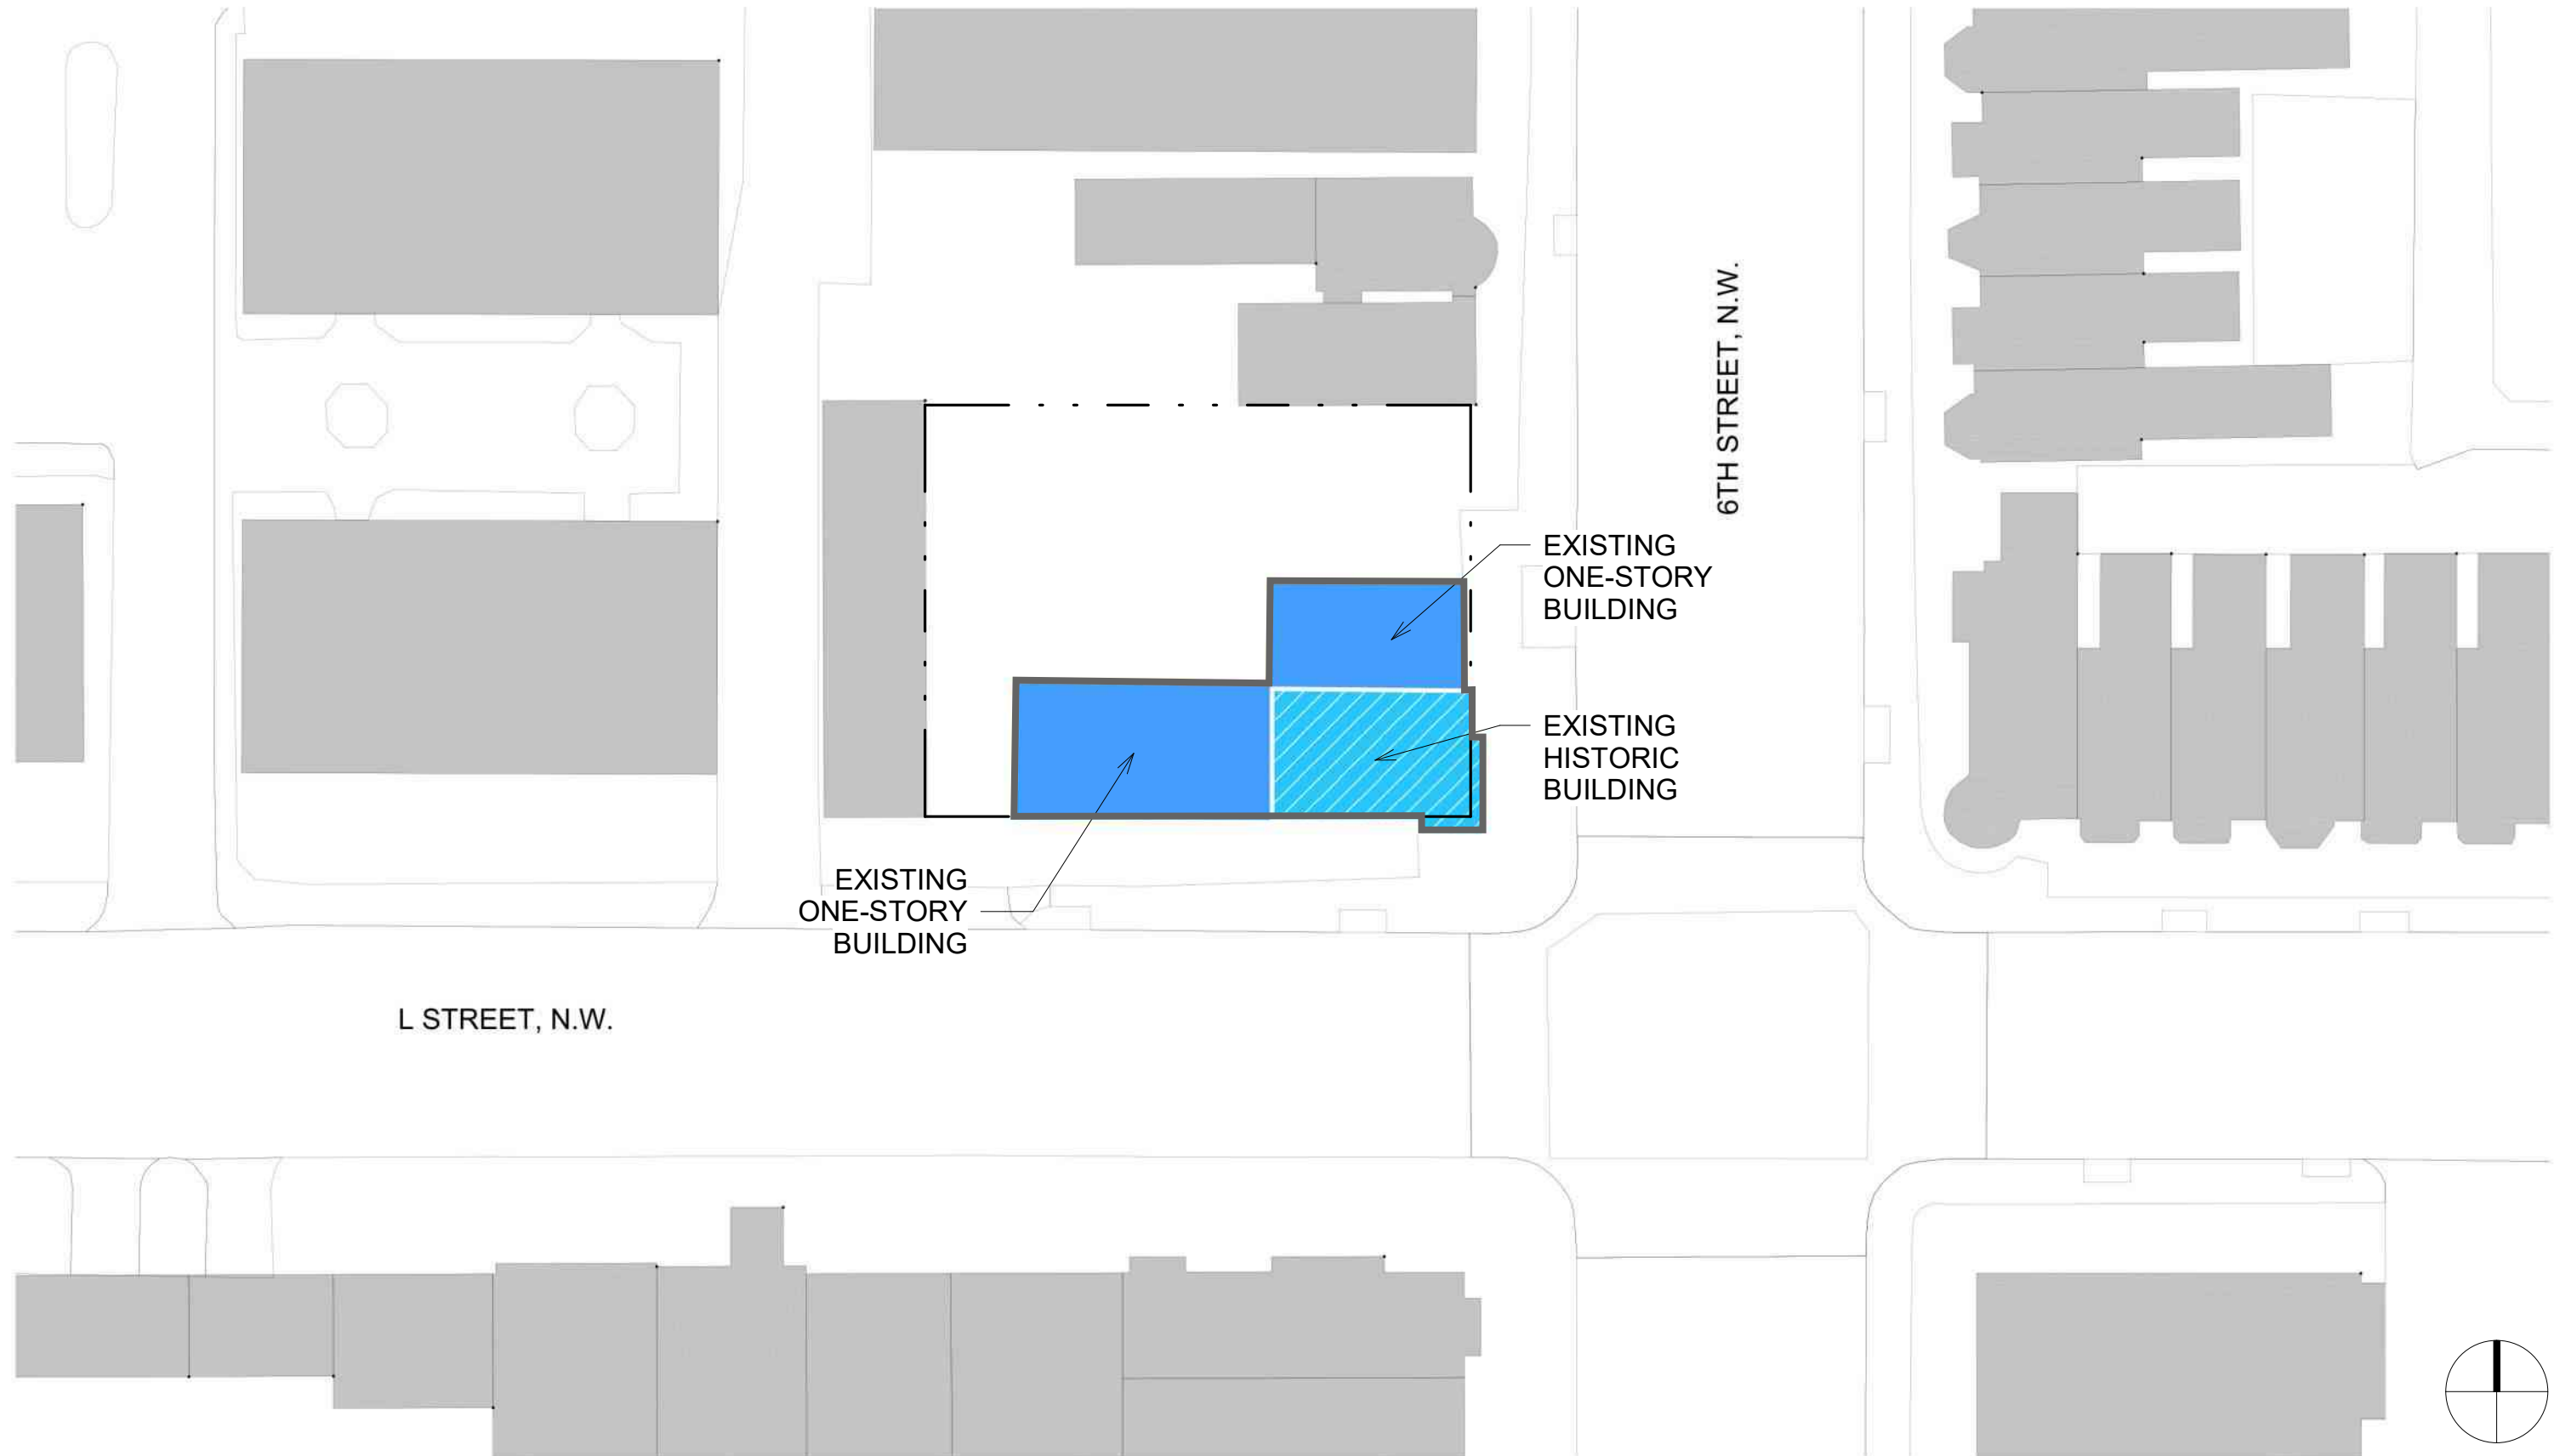 6TH STREET, N.W.
EXISTING
ONE-STORY
BUILDING
EXISTING
HISTORIC
BUILDING
EXISTING
ONE-STORY
BUILDING
L STREET, N.W.